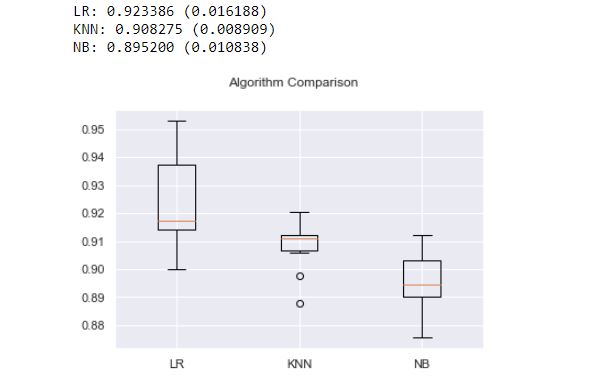 LR: 0.923386 (0.016188)
KNN: 0.908275 (0.008909)
NB: 0.895200 (0.010838)
Algorithm Comparison
0.95
0.94
0.93
0.92
0.91
0.90
0.89
0.88
LR KNN NB